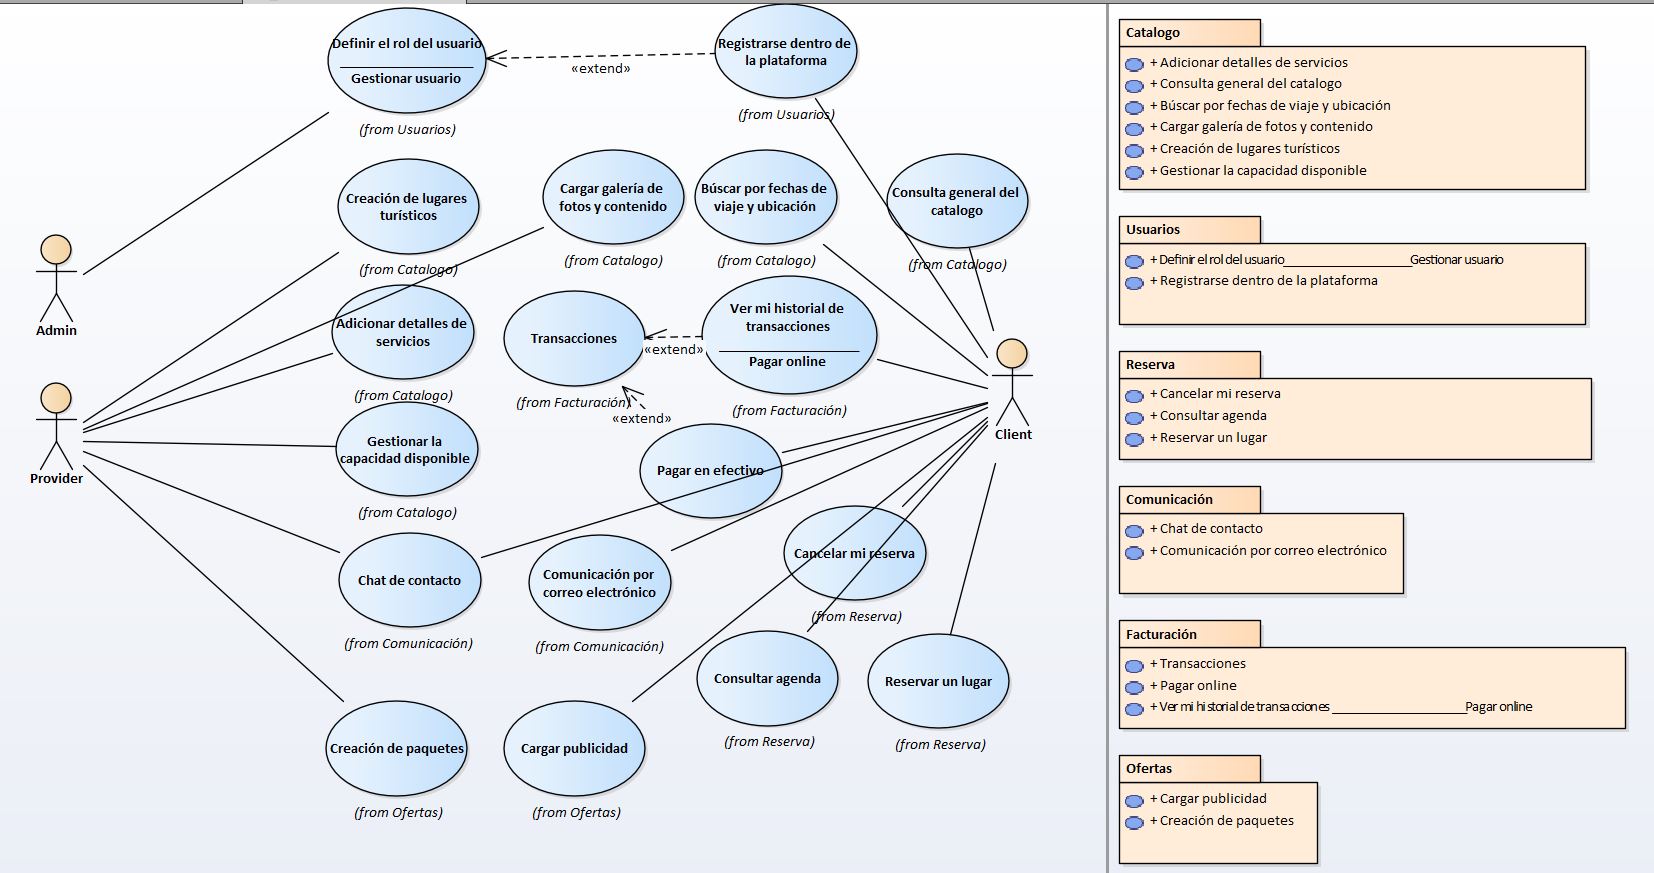 Definir el rol del usuario
Gestionar usuario
(from Usuarios)
«extend»
Registrarse dentro de
la plataforma
(from Usuarios)
Creación de lugares
turísticos
(from Catalogo)
Cargar galería de
fotos y contenido
(from Catalogo)
Búscar por fechas de
viaje y ubicación
(from Catalogo)
Consulta general del
catalogo
(from Catalogo)
Admin
Adicionar detalles de
servicios
(from Catalogo)
Transacciones
(from Facturación)
«extend»
Ver mi historial de
transacciones
Pagar online
(from Facturación)
«extend»
Client
Provider
Gestionar la
capacidad disponible
(from Catalogo)
Pagar en efectivo
Chat de contacto
(from Comunicación)
Comunicación por
correo electrónico
(from Comunicación)
Cancelar mi reserva
(from Reserva)
Consultar agenda
(from Reserva)
Reservar un lugar
(from Reserva)
Creación de paquetes
(from Ofertas)
Cargar publicidad
(from Ofertas)
Catalogo
+ Adicionar detalles de servicios
+ Consulta general del catalogo
+ Búscar por fechas de viaje y ubicación
+ Cargar galería de fotos y contenido
+ Creación de lugares turísticos
+ Gestionar la capacidad disponible
Usuarios
+ Definir el rol del usuario____________________Gestionar usuario
+ Registrarse dentro de la plataforma
Reserva
+ Cancelar mi reserva
+ Consultar agenda
+ Reservar un lugar
Comunicación
+ Chat de contacto
+ Comunicación por correo electrónico
Facturación
+ Transacciones
+ Pagar online
+ Ver mi historial de transacciones _____________________Pagar online
Ofertas
+ Cargar publicidad
+ Creación de paquetes